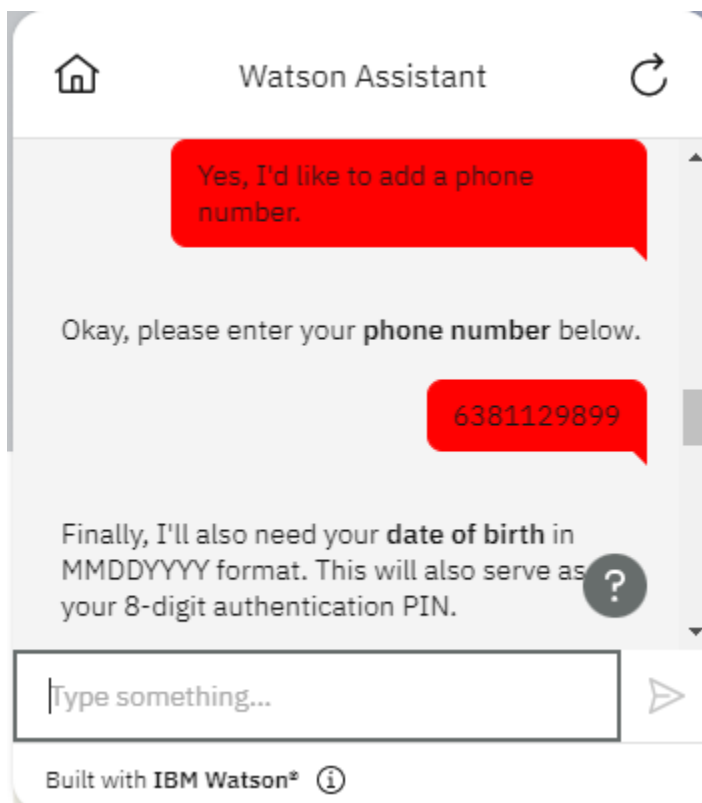 Watson Assistant
Yes, I'd like to add a phone
number.
Okay, please enter your phone number below.
6381129899
Finally, I'll also need your date of birth in
MMDDYYYY format. This will also serve as
your 8-digit authentication PIN.
?
Type something...
Built with IBM Watson®